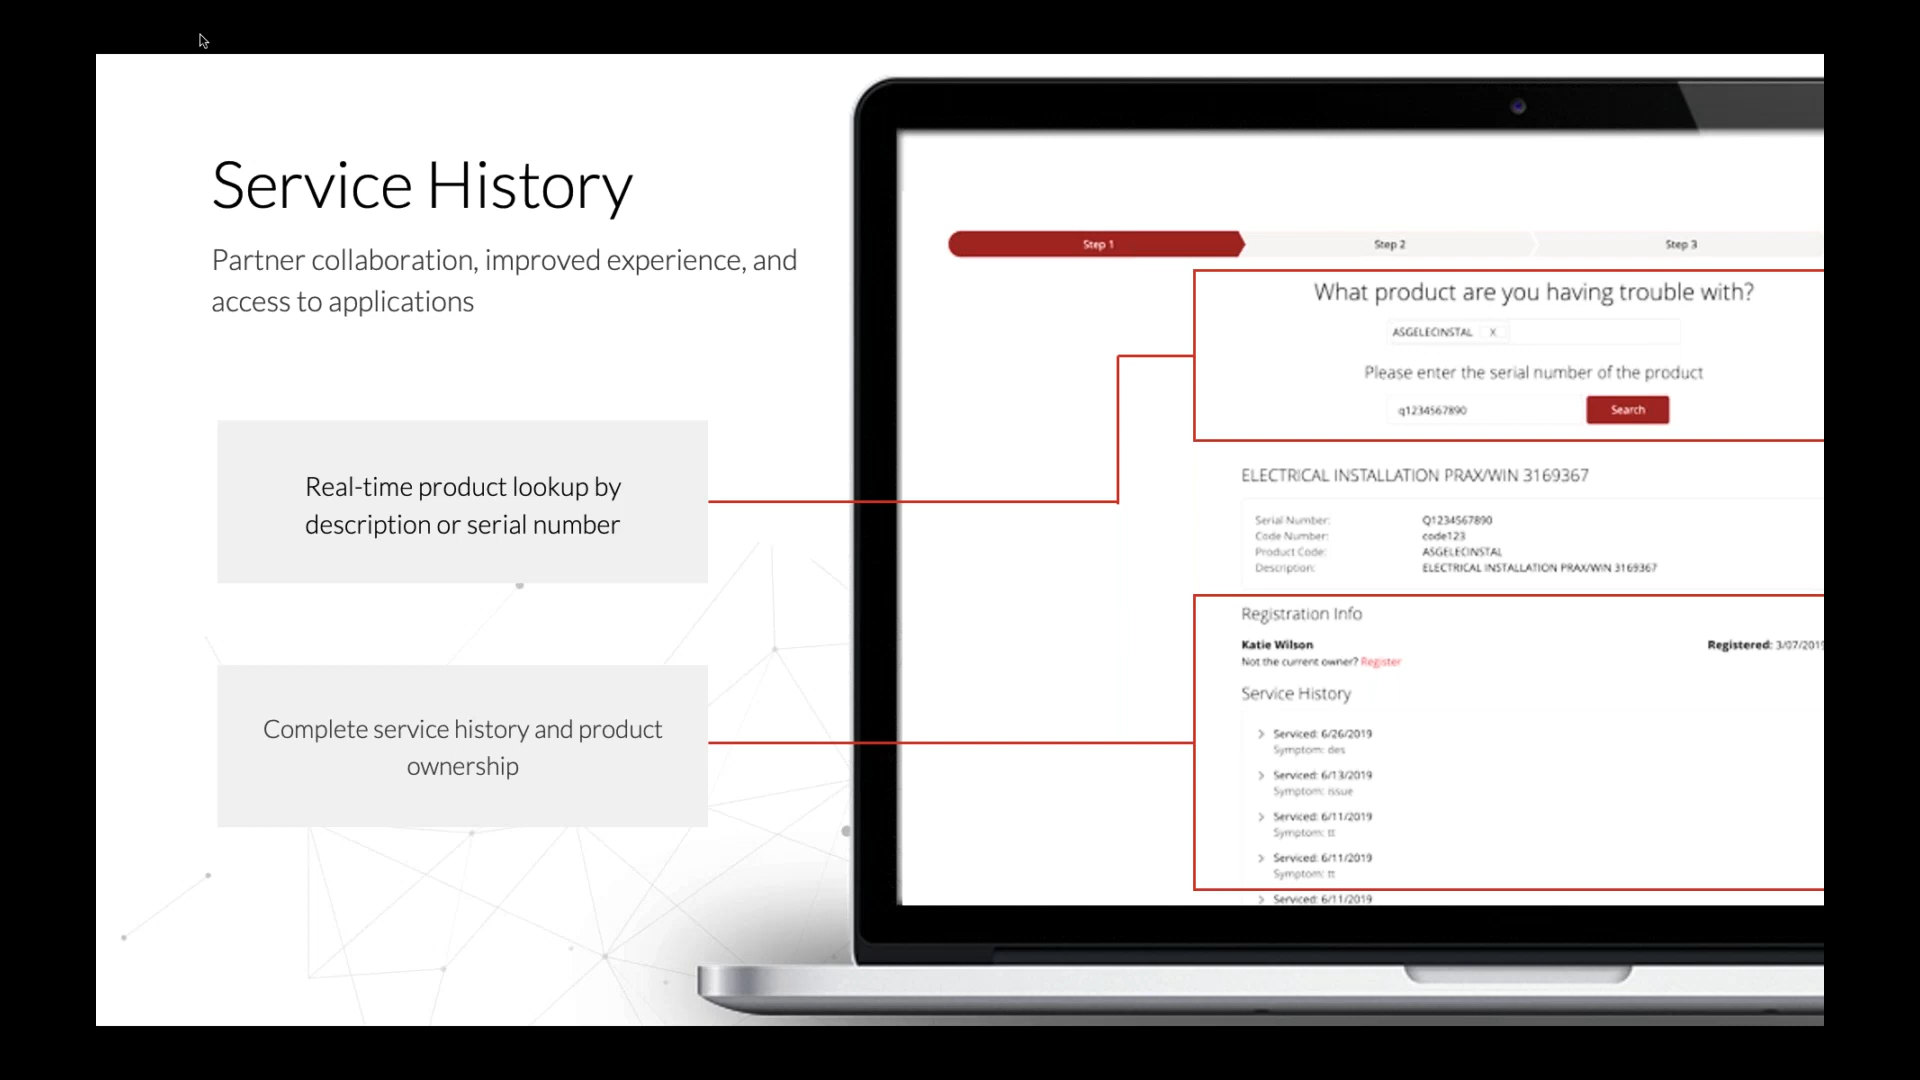 Service History
Partner collaboration, improved experience, and
access to applications
Real-time product lookup by
description or serial number
Complete service history and product
ownership
Step 1 Step 2 Step 3
What product are you having trouble with?
ASGELECINSTAL X
Please enter the serial number of the product
q1234567890 Search
ELECTRICAL INSTALLATION PRAX/WIN 3169367
Serial Number: Q1234567890
Code Number: code123
Product Code: ASGELECINSTAL
Description: ELECTRICAL INSTALLATION PRAX/WIN 3169367
Registration Info
Katie Wilson Registered: 3/07/2019
Not the current owner? Register
Service History
Serviced: 6/26/2019
Symptom: des
Serviced: 6/13/2019
Symptom: issue
Serviced: 6/11/2019
Symptom: tt
Serviced: 6/11/2019
Symptom: tt
Serviced: 6/11/2019